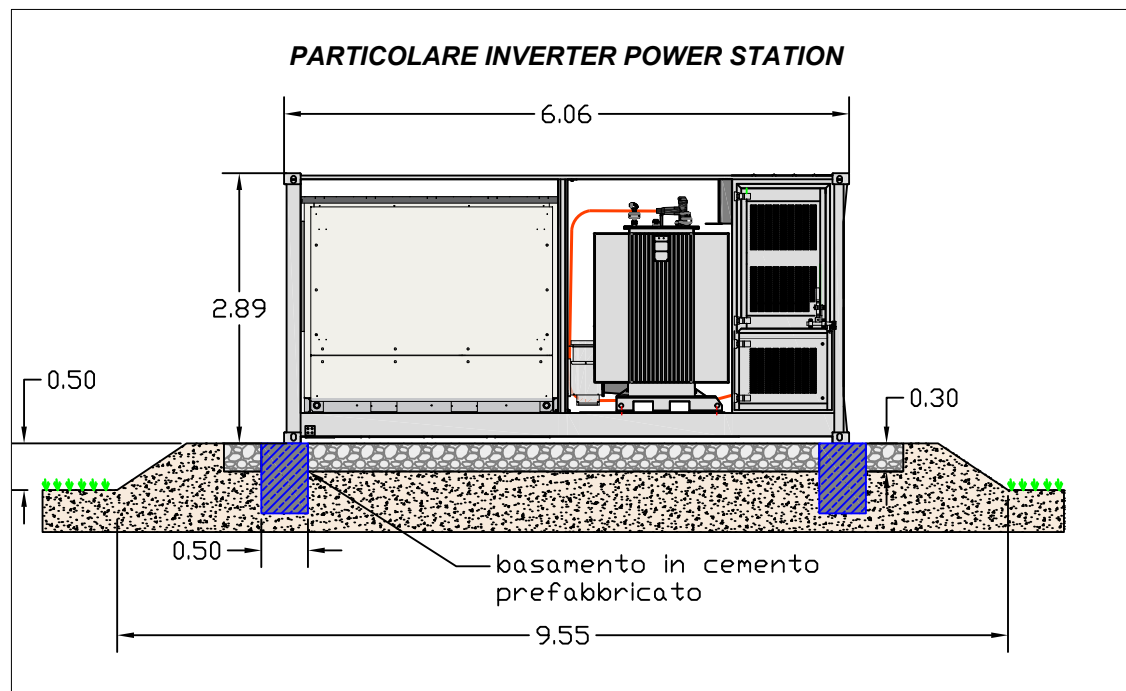 PARTICOLARE INVERTER POWER STATION
6.06
2.89
0.50
0.30
0.50
basamento in cemento
prefabbricato
9.55